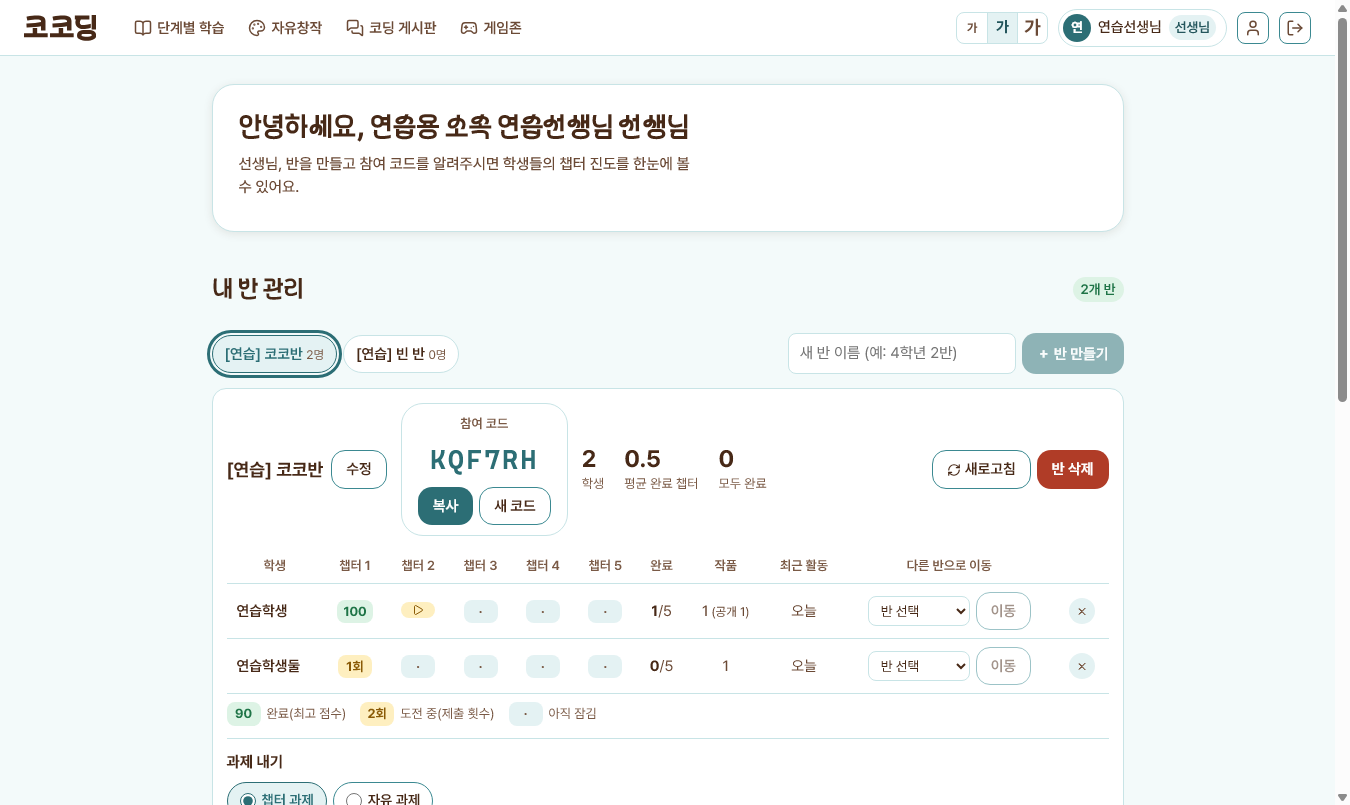 코코딩
단계별 학습
자유창작
코딩 게시판
게임존
가 가 가
연 연습선생님 선생님
안녕하세요, 연습용 소속 연습선생님 선생님
선생님, 반을 만들고 참여 코드를 알려주시면 학생들의 챕터 진도를 한눈에 볼
수 있어요.
내 반 관리
2개 반
[연습] 코코반 2명
[연습] 빈 반 0명
새 반 이름 (예: 4학년 2반)
+ 반 만들기
[연습] 코코반
수정
참여 코드
KQF7RH
복사
새 코드
2
학생
0.5
평균 완료 챕터
0
모두 완료
새로고침
반 삭제
학생 챕터 1 챕터 2 챕터 3 챕터 4 챕터 5 완료 작품 최근 활동 다른 반으로 이동
연습학생 100 · · · 1/5 1 (공개 1) 오늘 반 선택 이동 ×
연습학생둘 1회 · · · · 0/5 1 오늘 반 선택 이동 ×
90 완료(최고 점수) 2회 도전 중(제출 횟수) · 아직 잠김
과제 내기
챕터 과제 자유 과제